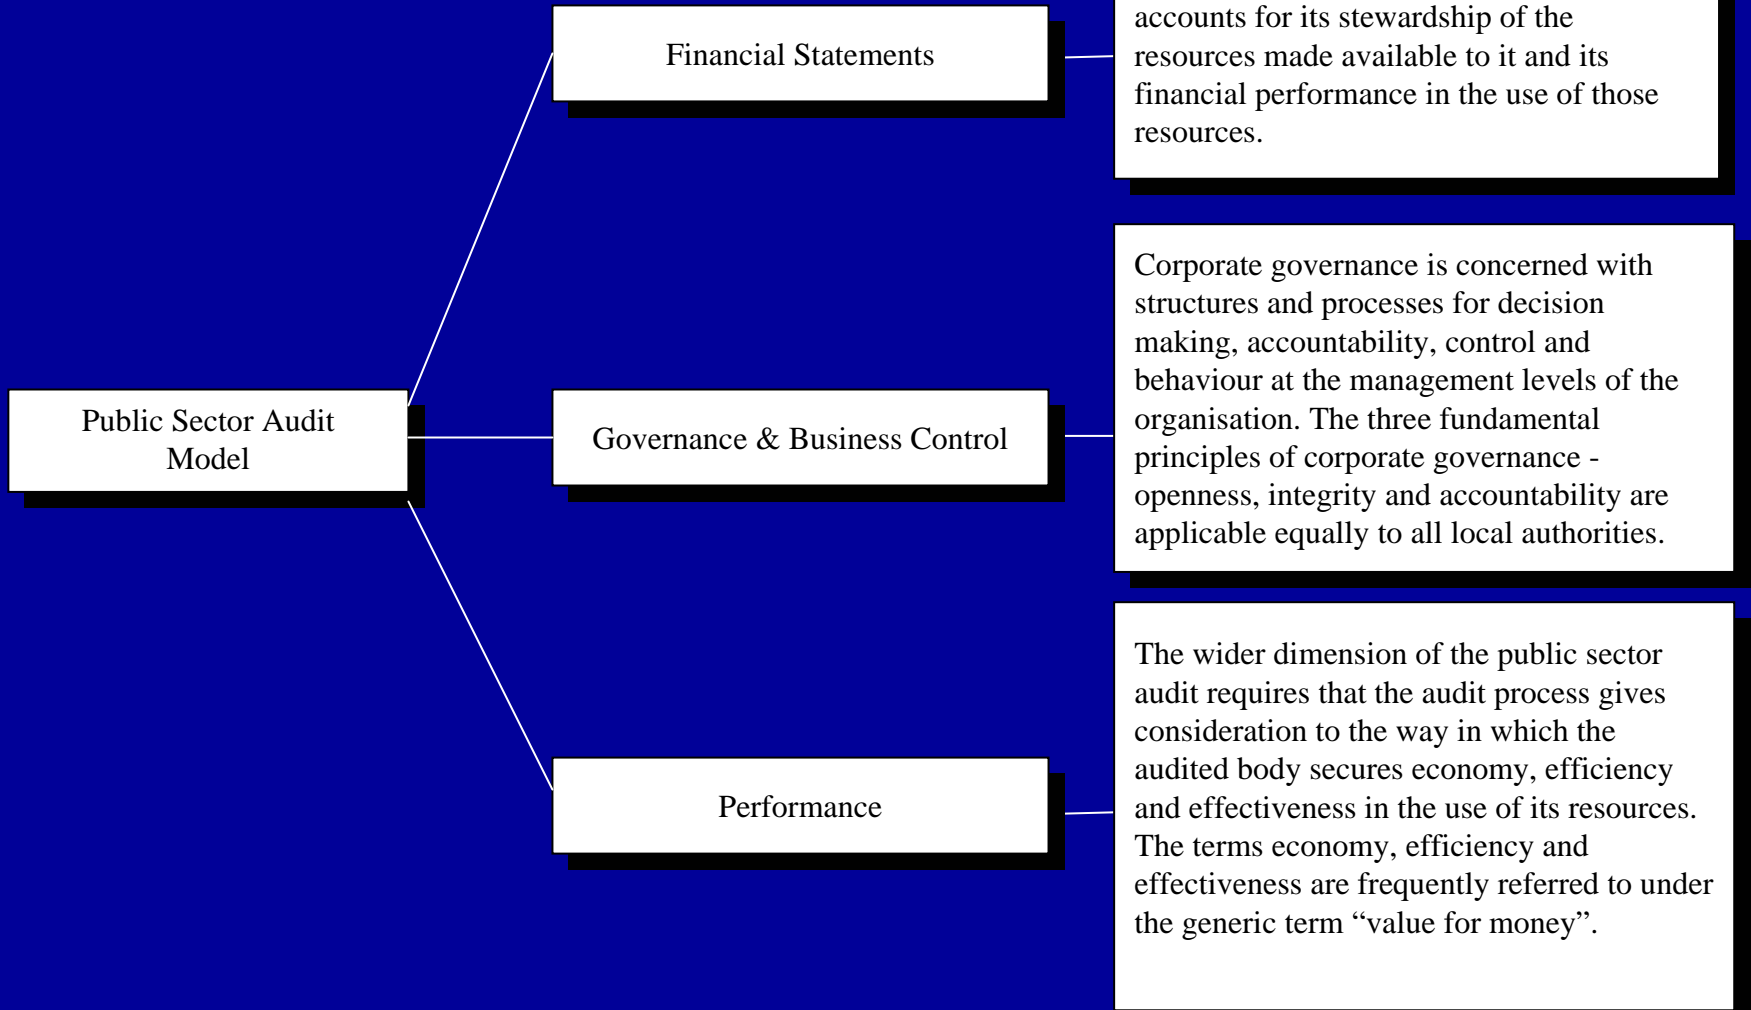 Financial Statements
accounts for its stewardship of the
resources made available to it and its
financial performance in the use of those
resources.
Public Sector Audit
Model
Governance & Business Control
Corporate governance is concerned with
structures and processes for decision
making, accountability, control and
behaviour at the management levels of the
organisation. The three fundamental
principles of corporate governance -
openness, integrity and accountability are
applicable equally to all local authorities.
Performance
The wider dimension of the public sector
audit requires that the audit process gives
consideration to the way in which the
audited body secures economy, efficiency
and effectiveness in the use of its resources.
The terms economy, efficiency and
effectiveness are frequently referred to under
the generic term “value for money”.